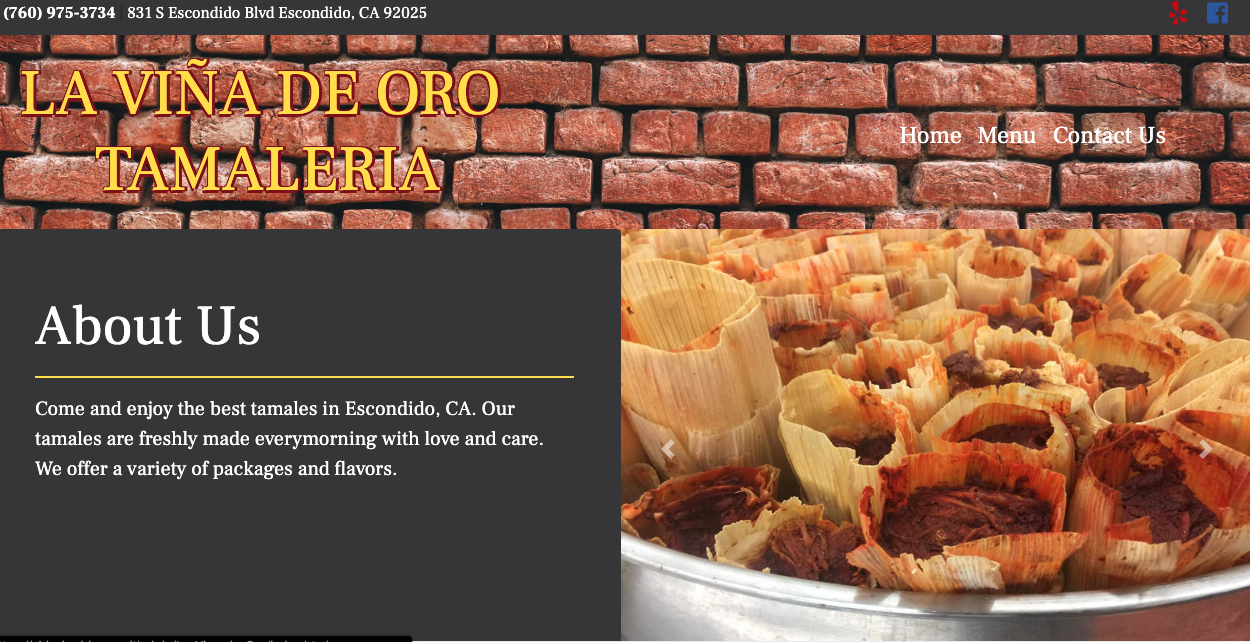 (760) 975-3734 | 831 S Escondido Blvd Escondido, CA 92025
LA VIÑA DE ORO
TAMALERIA
Home Menu Contact Us
About Us
Come and enjoy the best tamales in Escondido, CA. Our
tamales are freshly made everymorning with love and care.
We offer a variety of packages and flavors.